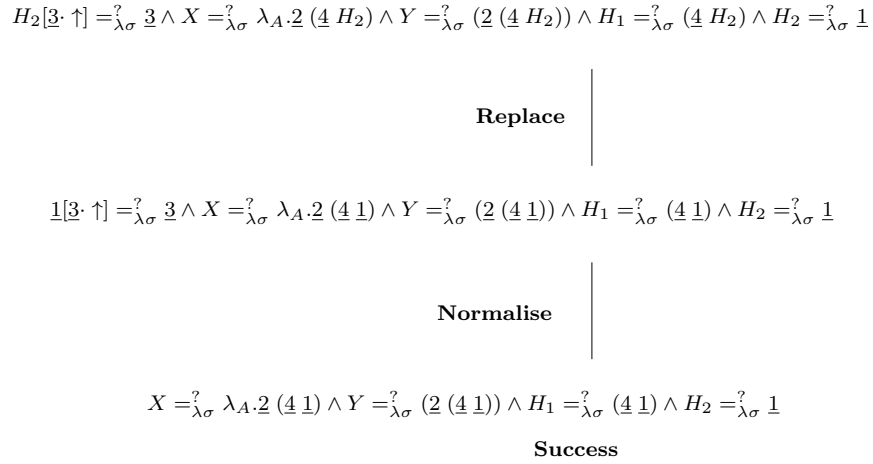 H₂[3̲· ↑] =?λσ 3̲ ∧ X =?λσ λA.2̲ (4̲ H₂) ∧ Y =?λσ (2̲ (4̲ H₂)) ∧ H₁ =?λσ (4̲ H₂) ∧ H₂ =?λσ 1̲
Replace
1̲[3̲· ↑] =?λσ 3̲ ∧ X =?λσ λA.2̲ (4̲ 1̲) ∧ Y =?λσ (2̲ (4̲ 1̲)) ∧ H₁ =?λσ (4̲ 1̲) ∧ H₂ =?λσ 1̲
Normalise
X =?λσ λA.2̲ (4̲ 1̲) ∧ Y =?λσ (2̲ (4̲ 1̲)) ∧ H₁ =?λσ (4̲ 1̲) ∧ H₂ =?λσ 1̲
Success